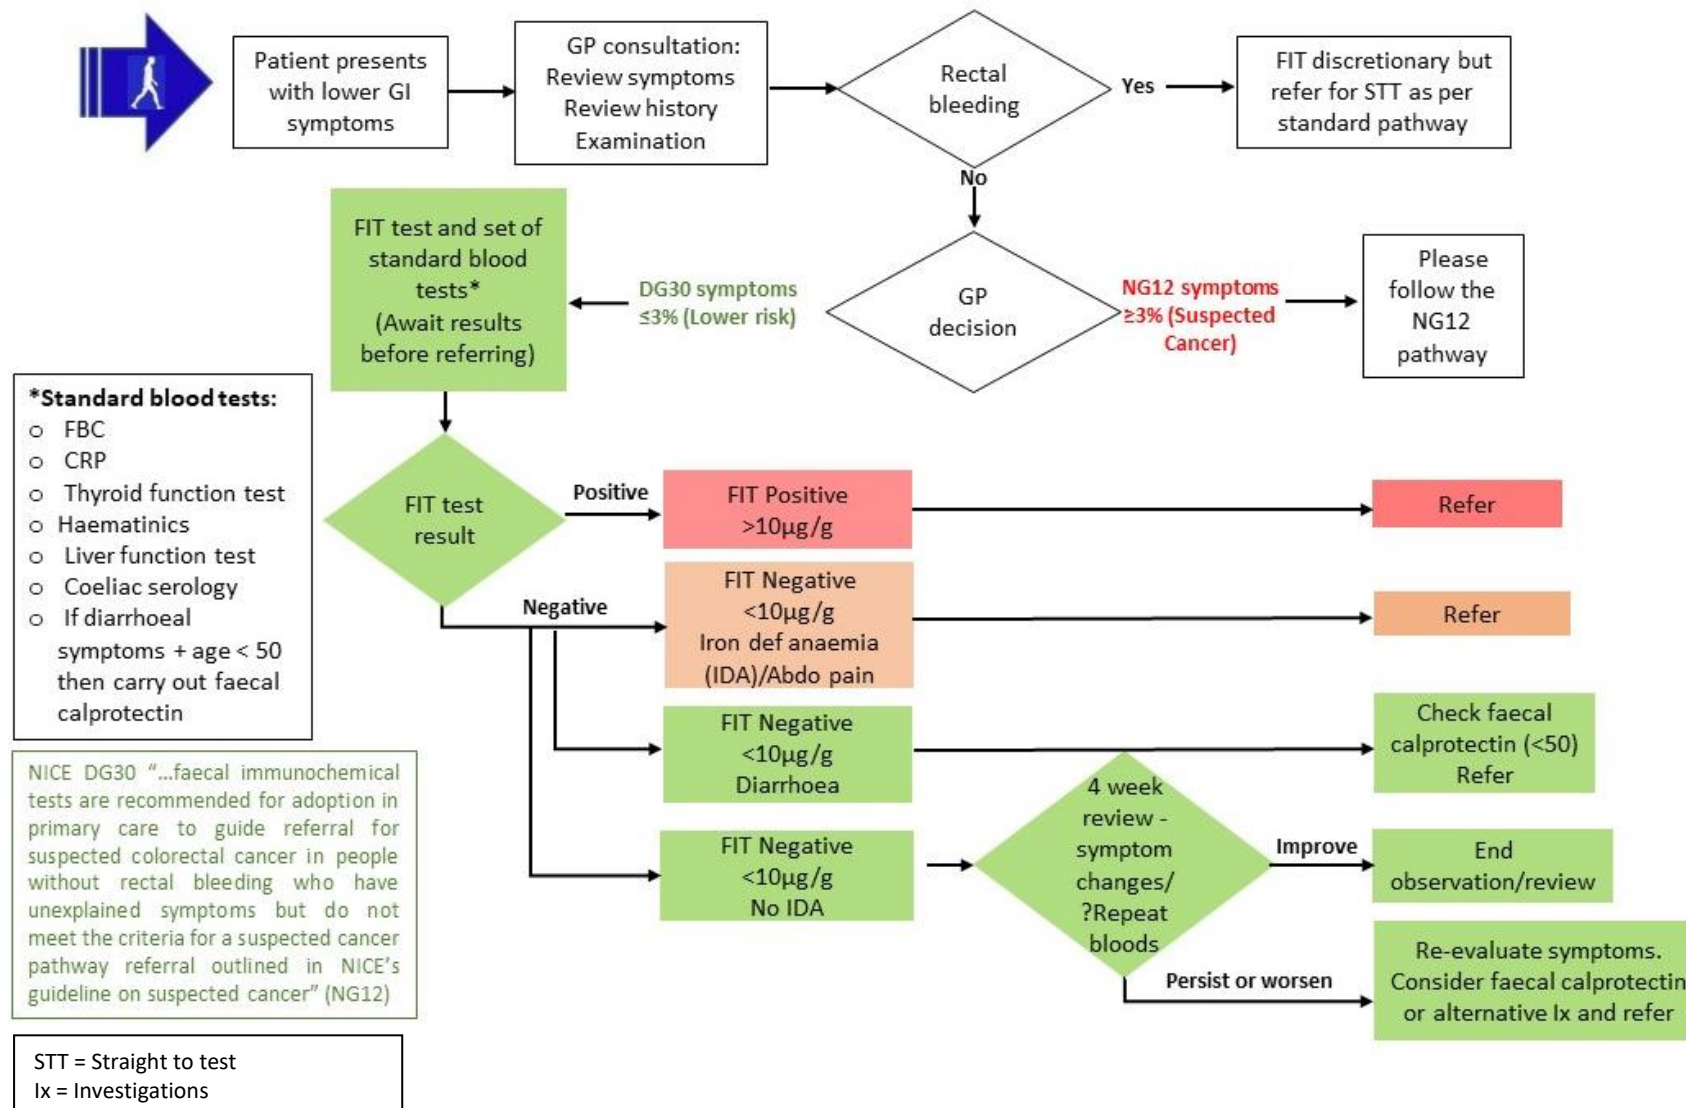 Patient presents
with lower GI
symptoms
GP consultation:
Review symptoms
Review history
Examination
Rectal
bleeding
Yes
FIT discretionary but
refer for STT as per
standard pathway
No
GP
decision
NG12 symptoms
≥3% (Suspected
Cancer)
Please
follow the
NG12
pathway
DG30 symptoms
≤3% (Lower risk)
FIT test and set of
standard blood
tests*
(Await results
before referring)
*Standard blood tests:
o FBC
o CRP
o Thyroid function test
o Haematinics
o Liver function test
o Coeliac serology
o If diarrhoeal
symptoms + age < 50
then carry out faecal
calprotectin
FIT test
result
Positive
FIT Positive
>10µg/g
Refer
Negative
FIT Negative
<10µg/g
Iron def anaemia
(IDA)/Abdo pain
Refer
FIT Negative
<10µg/g
Diarrhoea
Check faecal
calprotectin (<50)
Refer
FIT Negative
<10µg/g
No IDA
4 week
review -
symptom
changes/
?Repeat
bloods
Improve
End
observation/review
Persist or worsen
Re-evaluate symptoms.
Consider faecal calprotectin
or alternative Ix and refer
NICE DG30 “...faecal immunochemical
tests are recommended for adoption in
primary care to guide referral for
suspected colorectal cancer in people
without rectal bleeding who have
unexplained symptoms but do not
meet the criteria for a suspected cancer
pathway referral outlined in NICE’s
guideline on suspected cancer” (NG12)
STT = Straight to test
Ix = Investigations